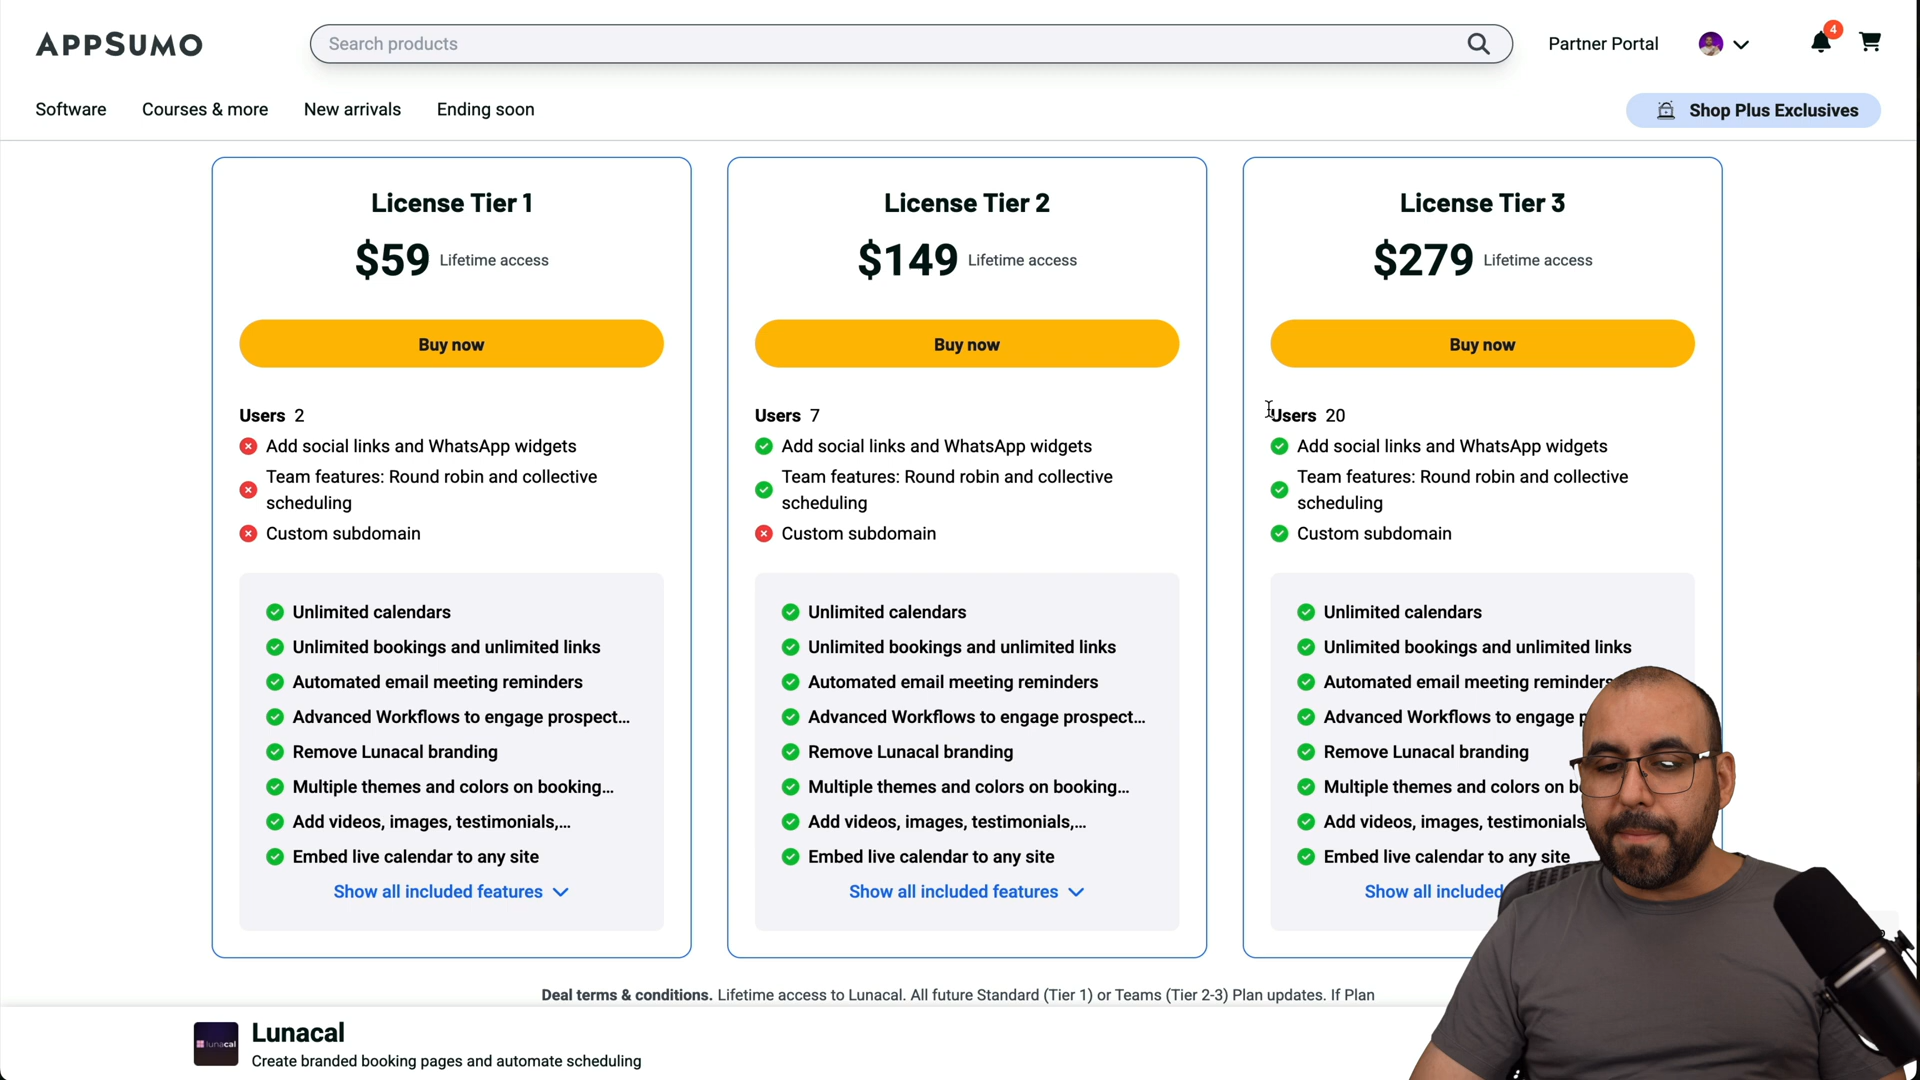 APPSUMO
Search products
Partner Portal
4
Software
Courses & more
New arrivals
Ending soon
Shop Plus Exclusives
License Tier 1
$59 Lifetime access
Buy now
Users 2
Add social links and WhatsApp widgets
Team features: Round robin and collective
scheduling
Custom subdomain
Unlimited calendars
Unlimited bookings and unlimited links
Automated email meeting reminders
Advanced Workflows to engage prospect...
Remove Lunacal branding
Multiple themes and colors on booking...
Add videos, images, testimonials,...
Embed live calendar to any site
Show all included features
License Tier 2
$149 Lifetime access
Buy now
Users 7
Add social links and WhatsApp widgets
Team features: Round robin and collective
scheduling
Custom subdomain
Unlimited calendars
Unlimited bookings and unlimited links
Automated email meeting reminders
Advanced Workflows to engage prospect...
Remove Lunacal branding
Multiple themes and colors on booking...
Add videos, images, testimonials,...
Embed live calendar to any site
Show all included features
License Tier 3
$279 Lifetime access
Buy now
Users 20
Add social links and WhatsApp widgets
Team features: Round robin and collective
scheduling
Custom subdomain
Unlimited calendars
Unlimited bookings and unlimited links
Automated email meeting reminders
Advanced Workflows to engage
Remove Lunacal branding
Multiple themes and colors on
Add videos, images, testimonials
Embed live calendar to any site
Show all included
Deal terms & conditions. Lifetime access to Lunacal. All future Standard (Tier 1) or Teams (Tier 2-3) Plan updates. If Plan
lunacal
Lunacal
Create branded booking pages and automate scheduling